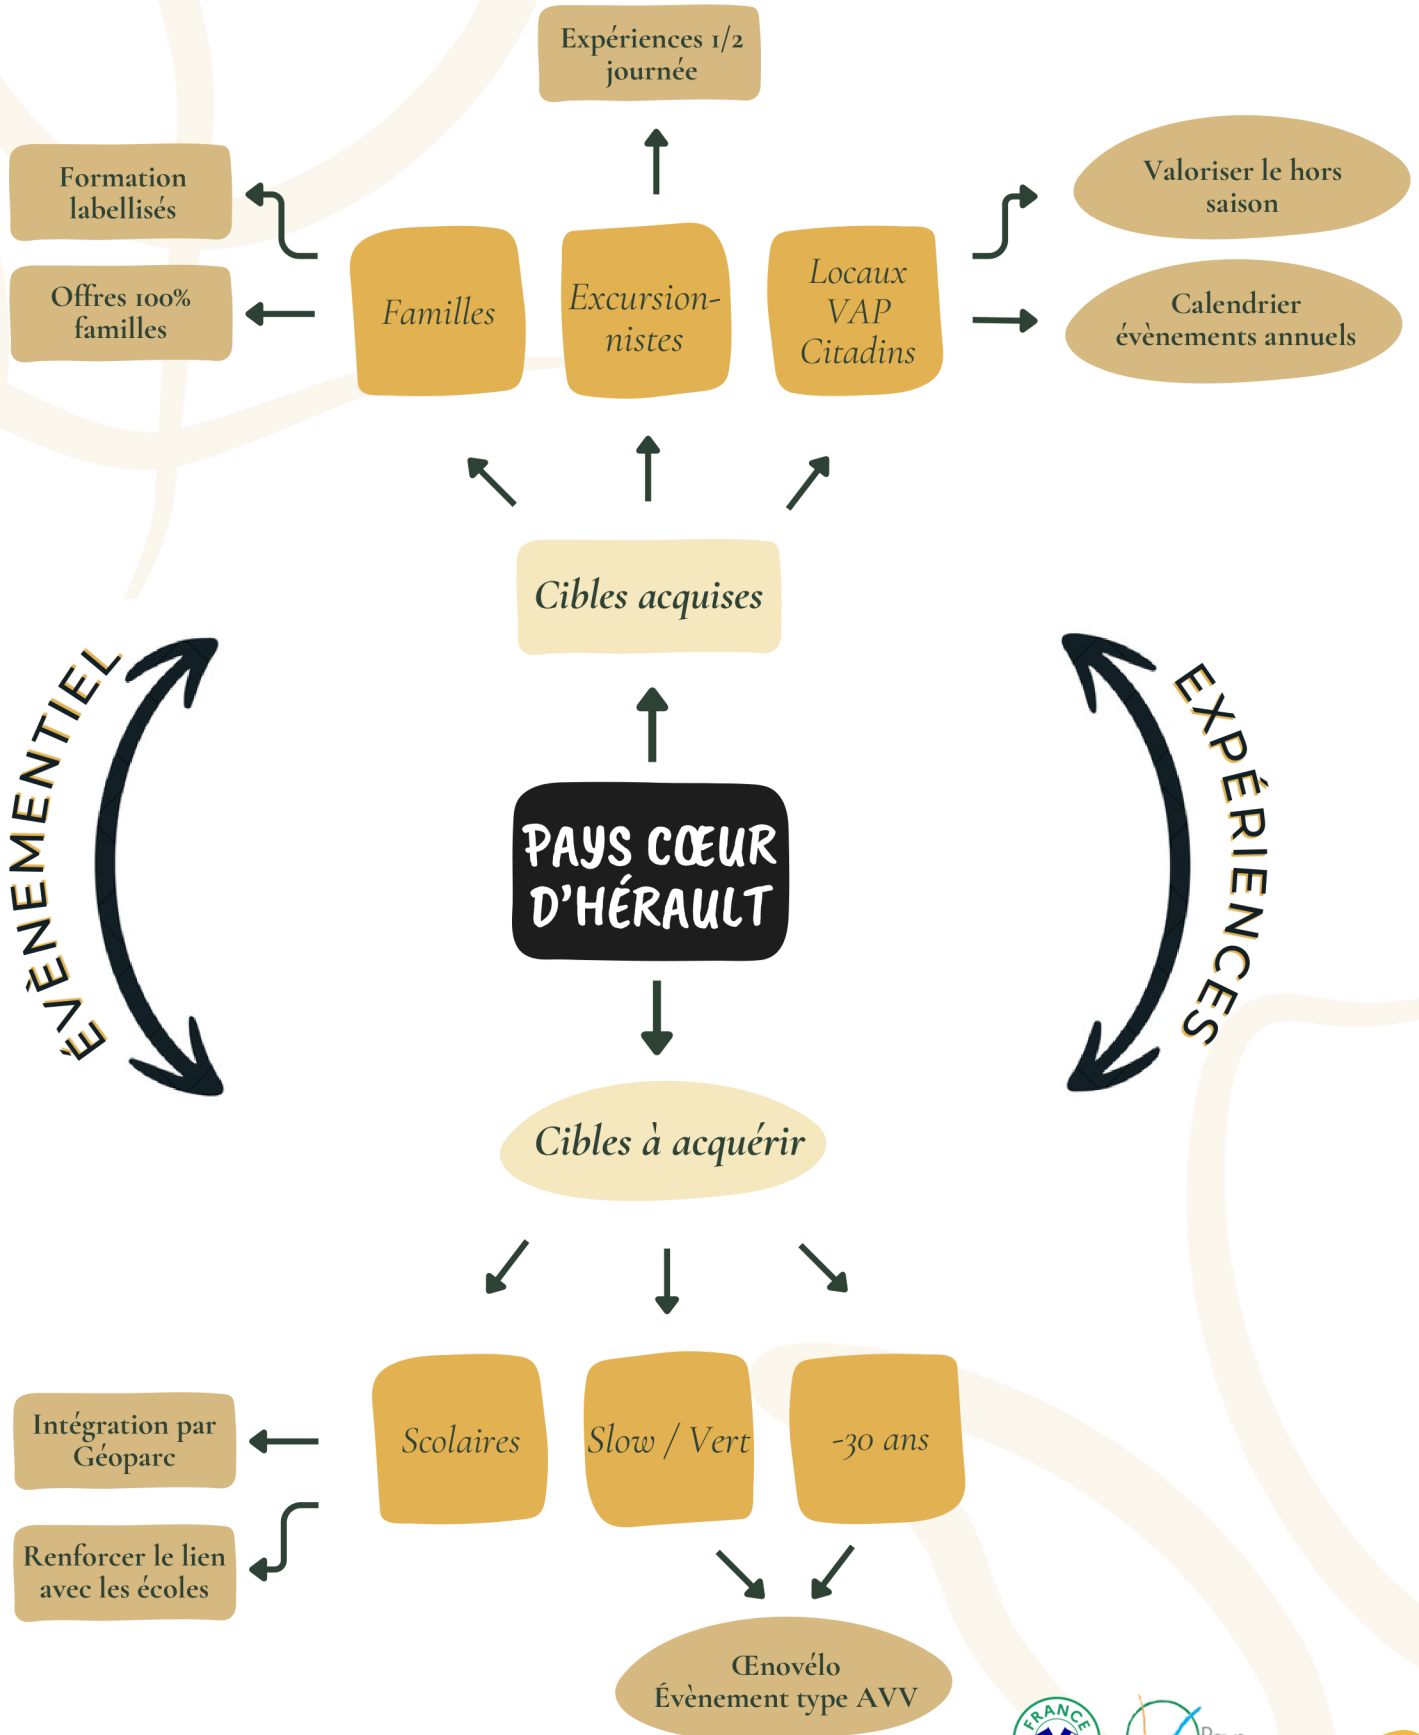 Expériences 1/2
journée
Formation
labellisés
Valoriser le hors
saison
Offres 100%
familles
Familles
Excursion-
nistes
Locaux
VAP
Citadins
Calendrier
évènements annuels
Cibles acquises
ÉVÈNEMENTIEL
EXPÉRIENCES
PAYS CŒUR
D'HÉRAULT
Cibles à acquérir
Scolaires
Slow / Vert
-30 ans
Intégration par
Géoparc
Renforcer le lien
avec les écoles
Œnovélo
Évènement type AVV
FRANCE